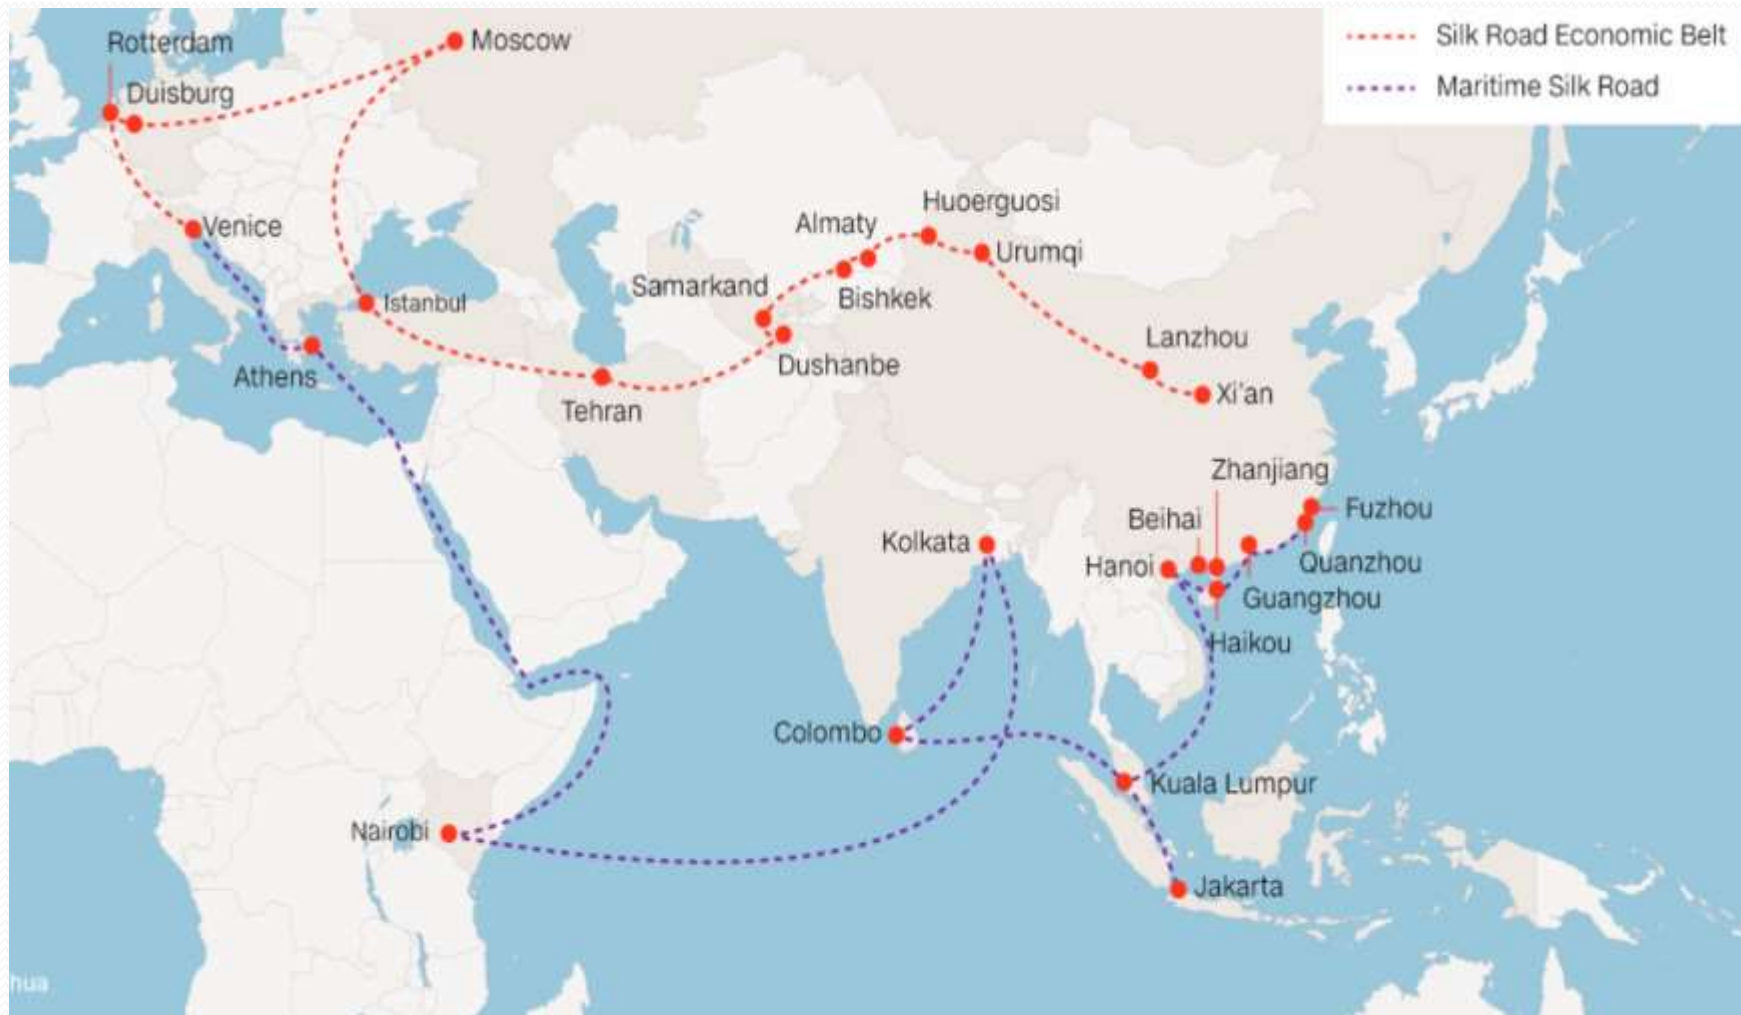 Rotterdam
Moscow
Silk Road Economic Belt
Maritime Silk Road
Duisburg
Venice
Huoerguosi
Almaty
Urumqi
Samarkand
Bishkek
Istanbul
Lanzhou
Dushanbe
Athens
Xi'an
Tehran
Zhanjiang
Fuzhou
Beihai
Kolkata
Hanoi
Quanzhou
Guangzhou
Haikou
Colombo
Kuala Lumpur
Nairobi
Jakarta
hua